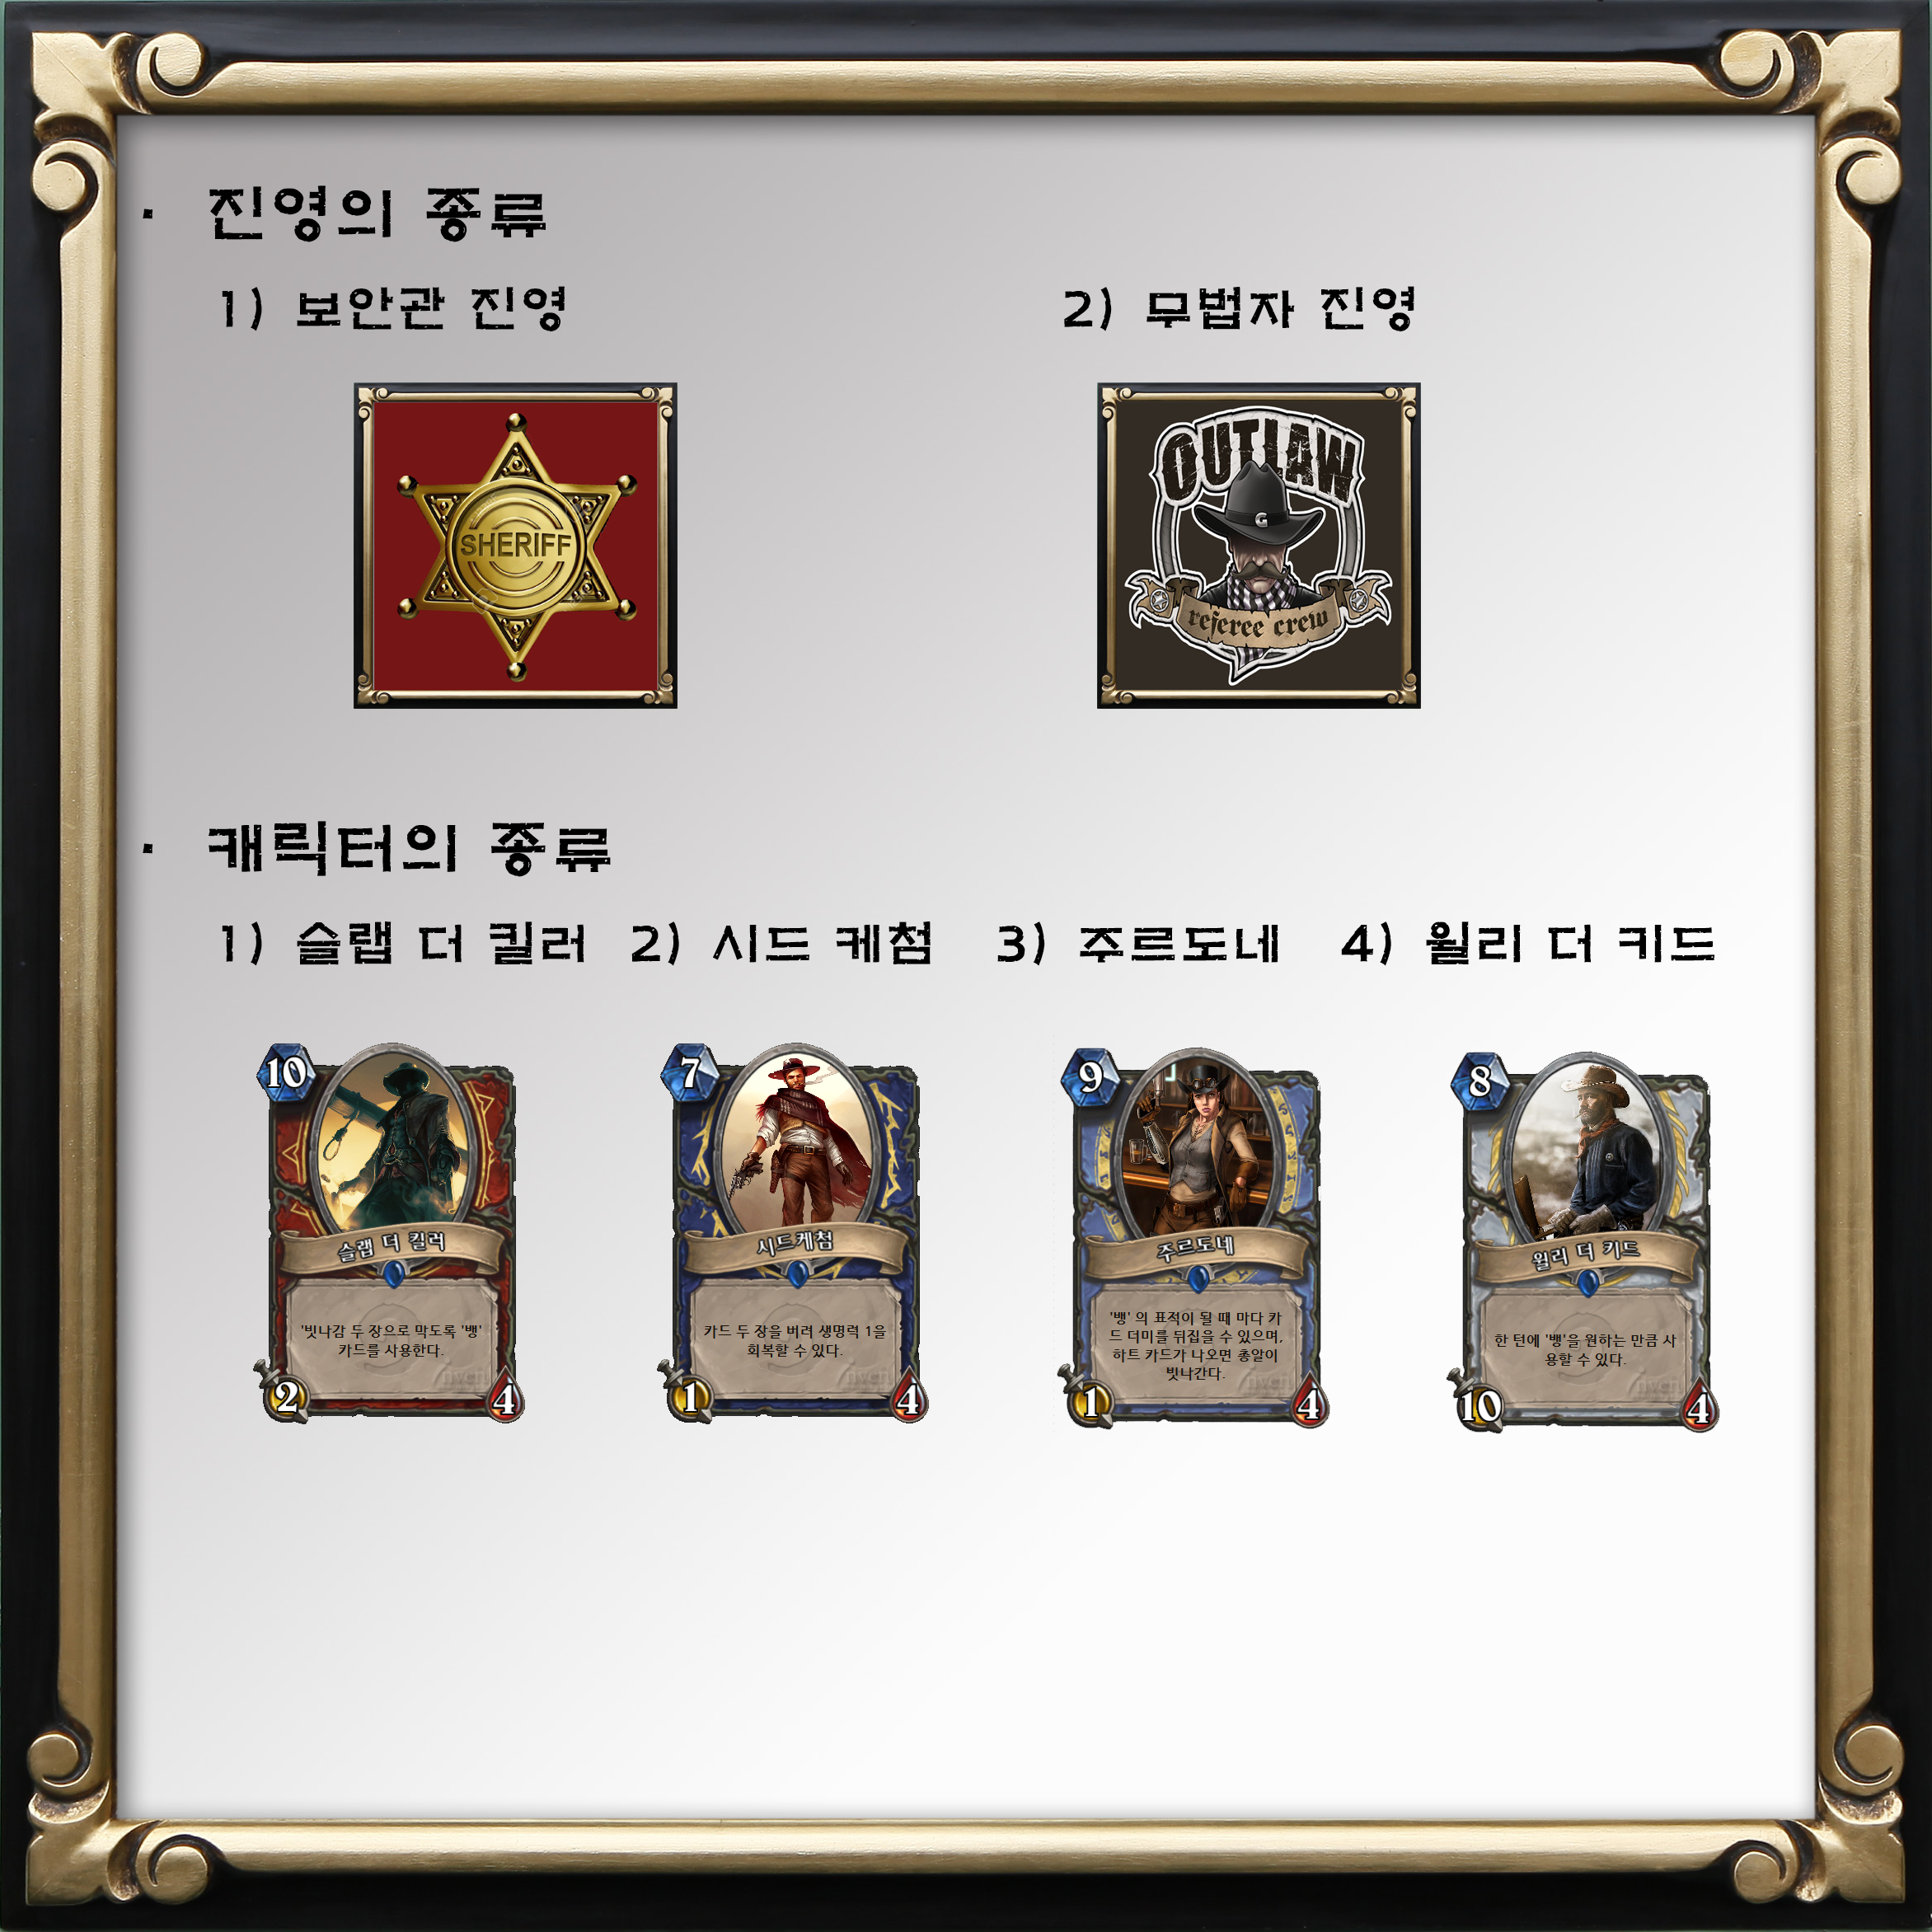 · 진영의 종류
1) 보안관 진영
2) 무법자 진영
SHERIFF
OUTLAW
G
referee crew
· 캐릭터의 종류
1) 슬랩 더 킬러 2) 시드 케첨 3) 주르도네 4) 윌리 더 키드
10
슬랩 더 킬러
'빗나감 두 장으로 막도록 '뱅'
카드를 사용한다.
2
4
7
시드케첨
카드 두 장을 버려 생명력 1을
회복할 수 있다.
1
4
9
주르도네
'뱅' 의 표적이 될 때 마다 카
드 더미를 뒤집을 수 있으며,
하트 카드가 나오면 총알이
빗나간다.
1
4
8
윌리 더 키드
한 턴에 '뱅'을 원하는 만큼 사
용할 수 있다.
10
4